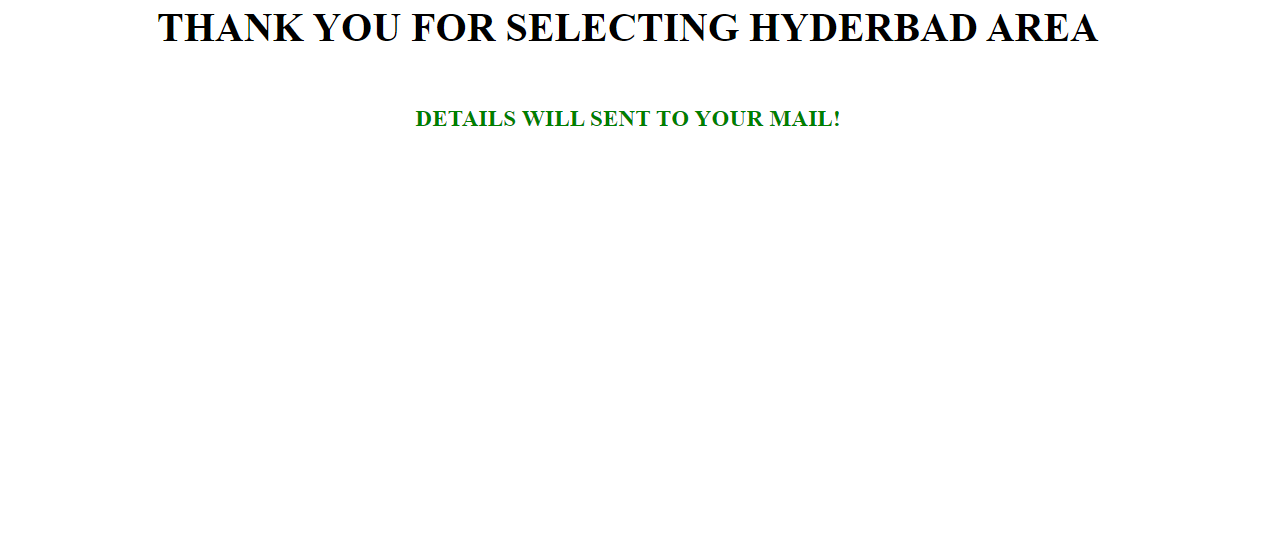 THANK YOU FOR SELECTING HYDERBAD AREA
DETAILS WILL SENT TO YOUR MAIL!